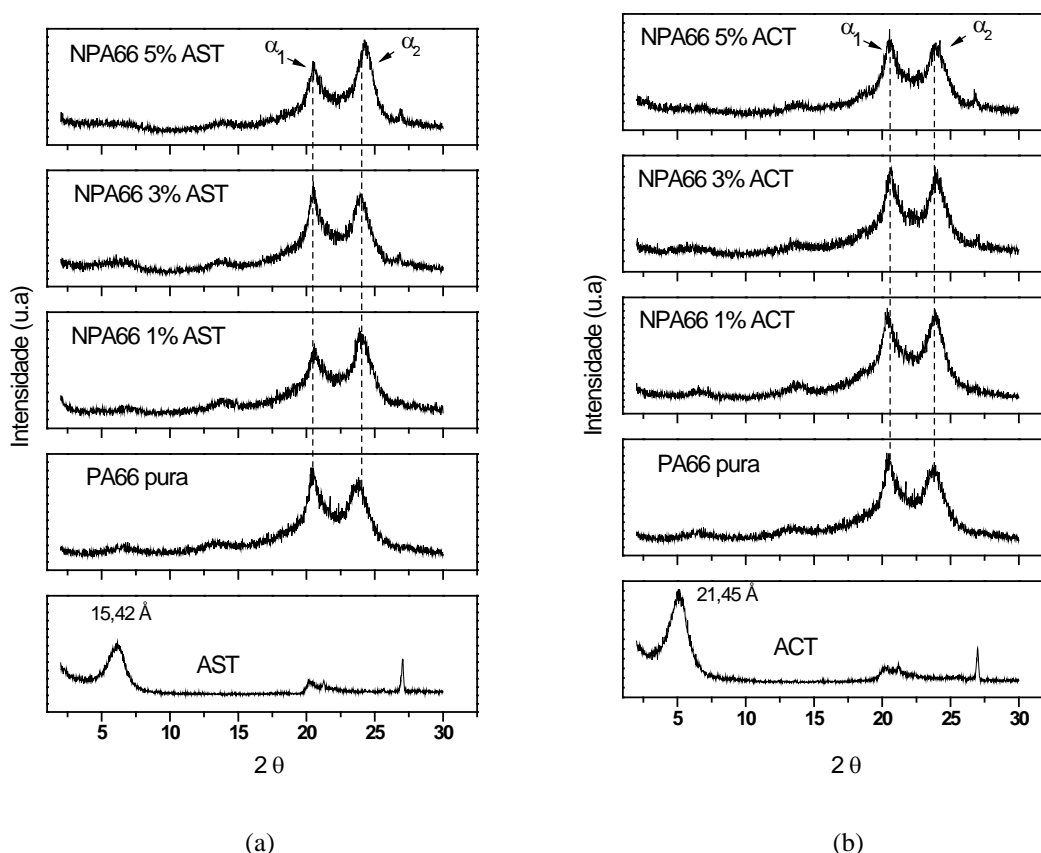 NPA66 5% AST
α1
α2
NPA66 3% AST
NPA66 1% AST
PA66 pura
15,42 Å
AST
5 10 15 20 25 30
2 θ
Intensidade (u.a)
(a)
NPA66 5% ACT
α1
α2
NPA66 3% ACT
NPA66 1% ACT
PA66 pura
21,45 Å
ACT
5 10 15 20 25 30
2 θ
Intensidade (u.a)
(b)